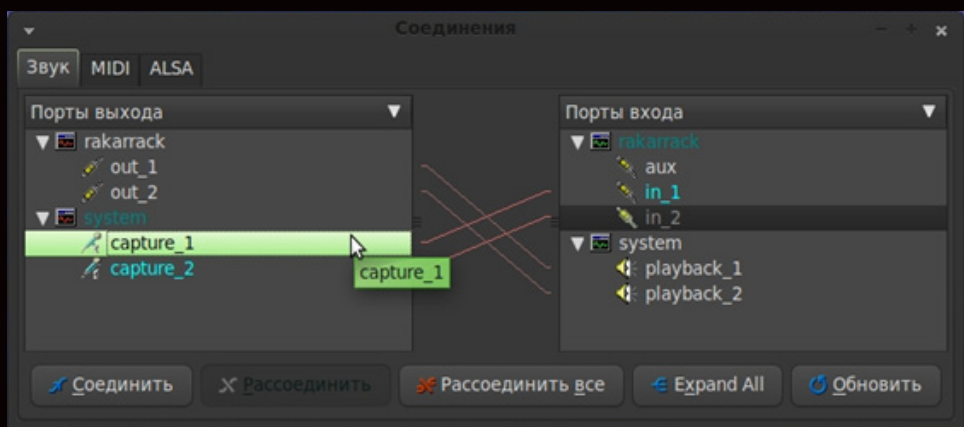 Соединения
Звук MIDI ALSA
Порты выхода
rakarrack
out_1
out_2
system
capture_1
capture_2
capture_1
Порты входа
rakarrack
aux
in_1
in_2
system
playback_1
playback_2
Соединить Рассоединить Рассоединить все Expand All Обновить